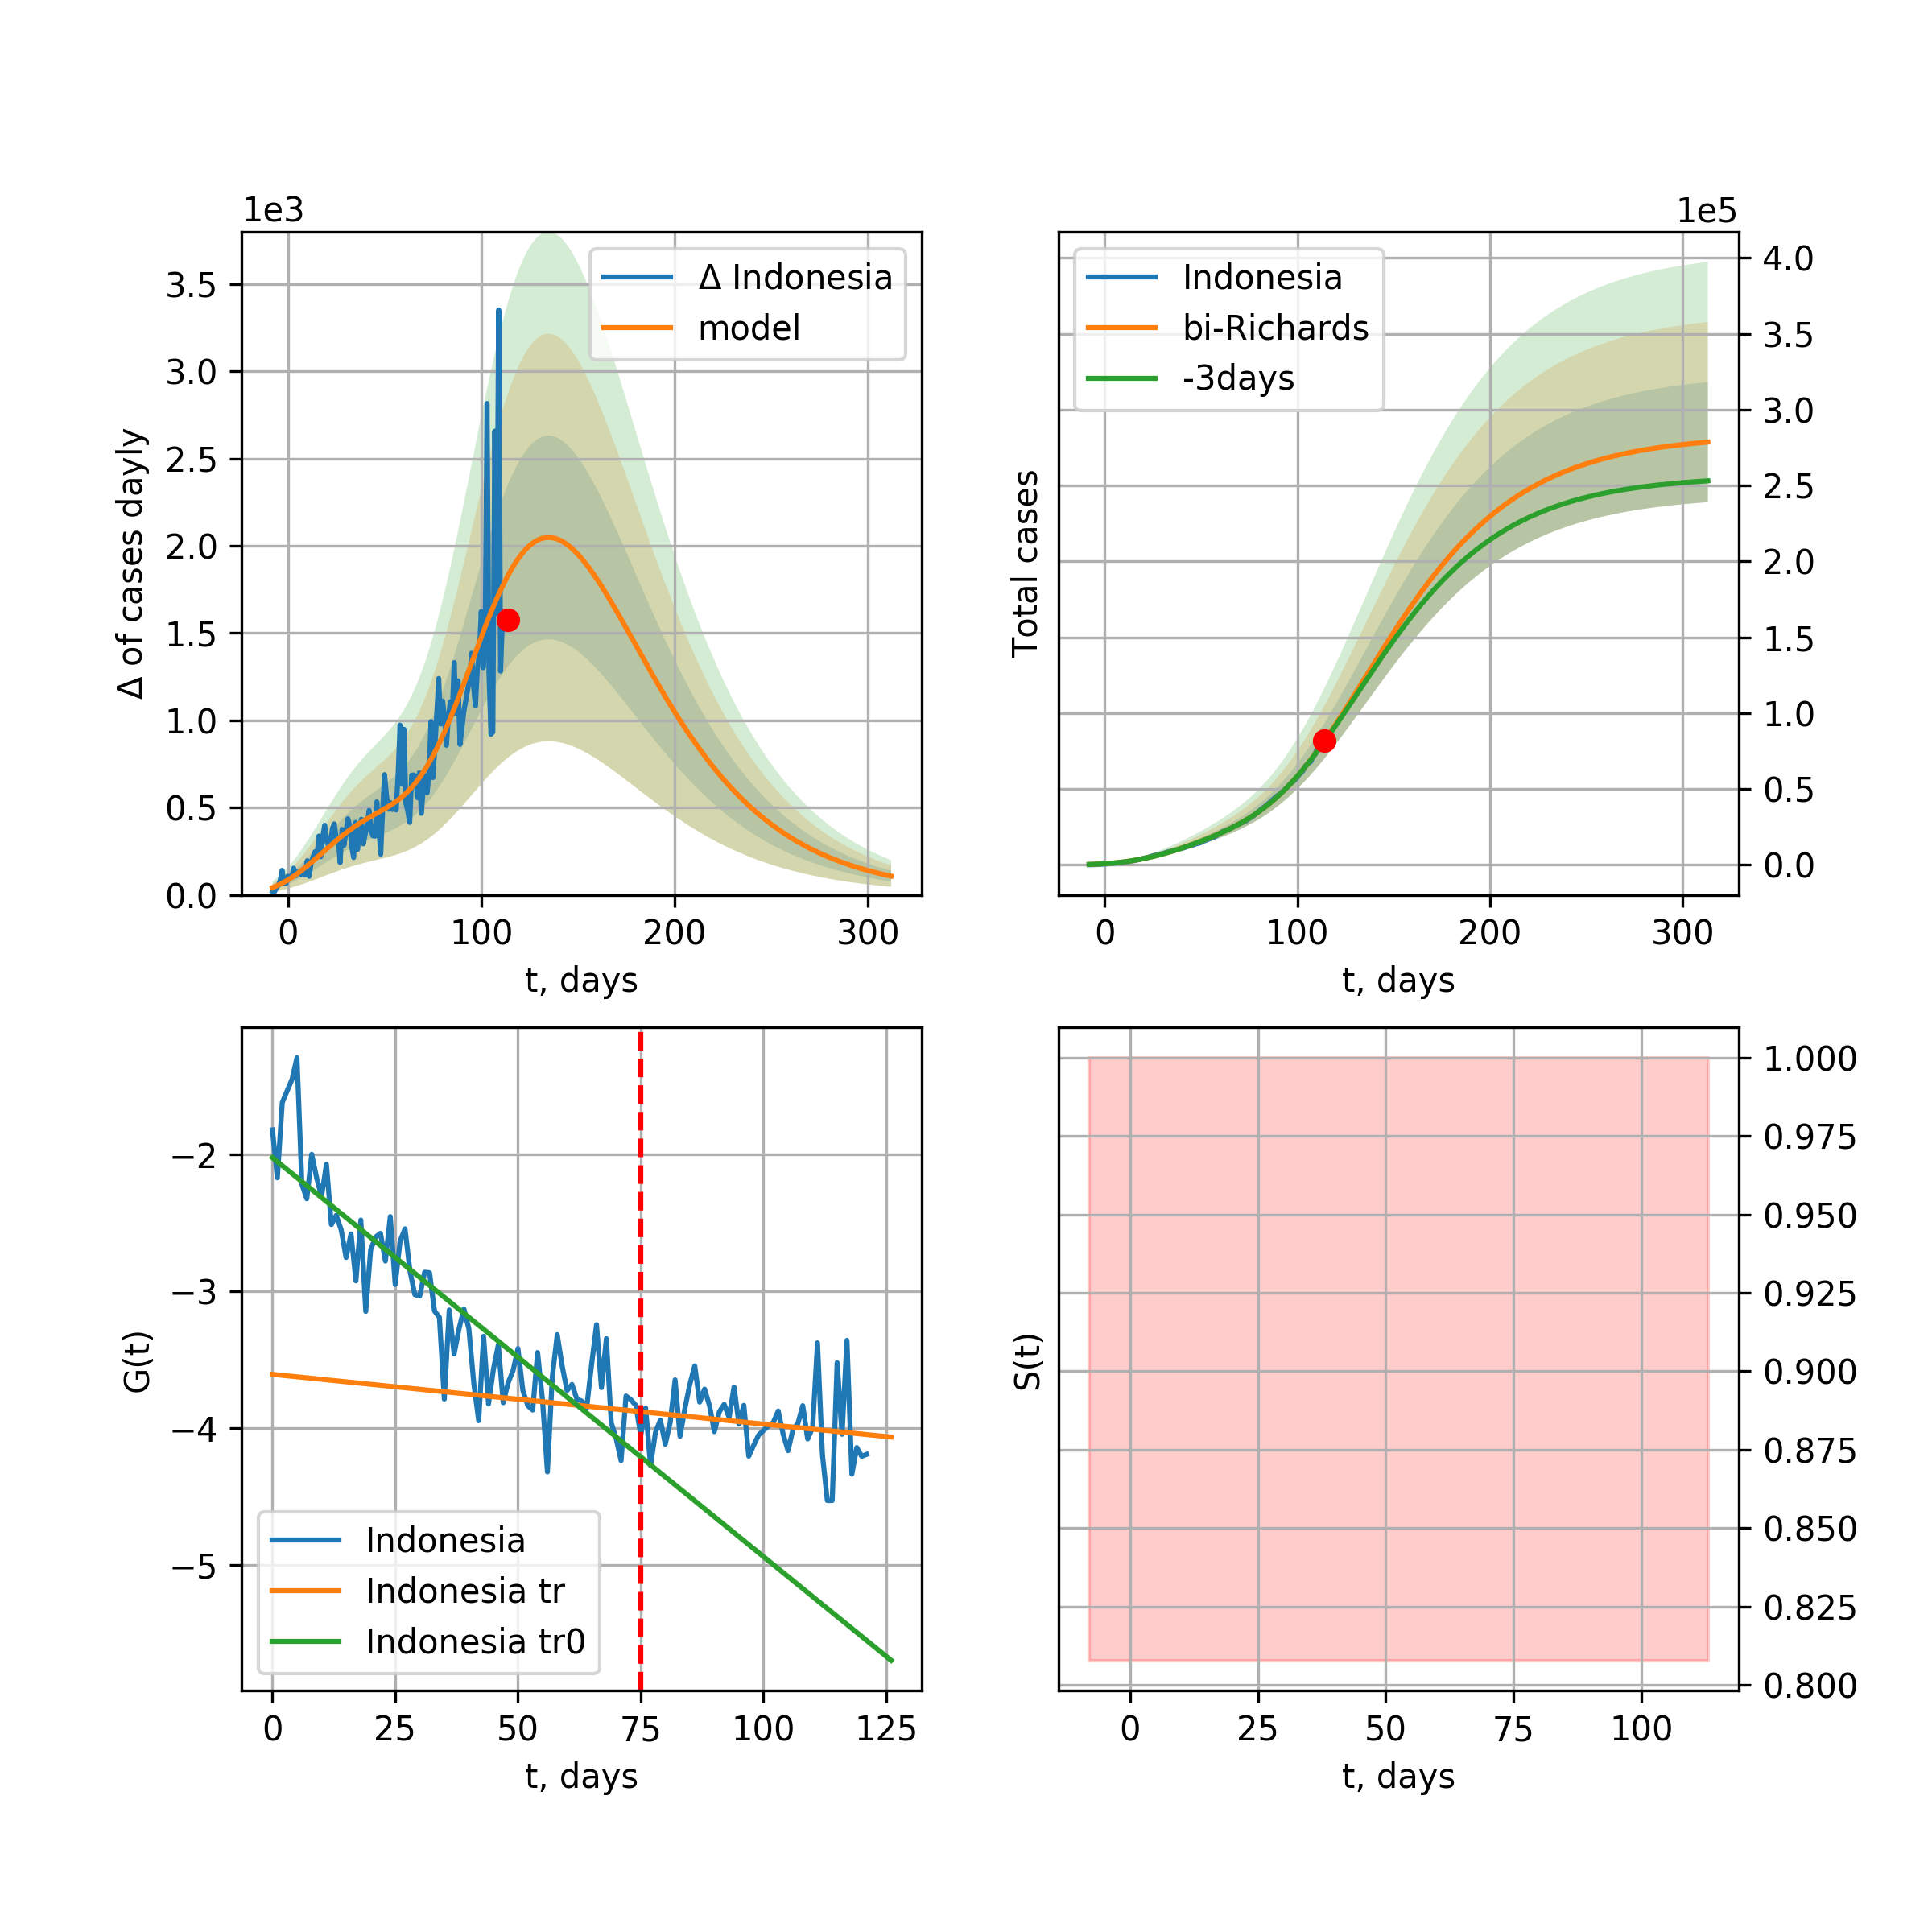 1e3
3.5
3.0
2.5
2.0
1.5
1.0
0.5
0.0
Δ of cases dayly
Δ Indonesia
model
0 100 200 300
t, days
1e5
4.0
3.5
3.0
2.5
2.0
1.5
1.0
0.5
0.0
Total cases
Indonesia
bi-Richards
-3days
0 100 200 300
t, days
−2
−3
−4
−5
G(t)
Indonesia
Indonesia tr
Indonesia tr0
0 25 50 75 100 125
t, days
S(t)
1.000
0.975
0.950
0.925
0.900
0.875
0.850
0.825
0.800
0 25 50 75 100
t, days